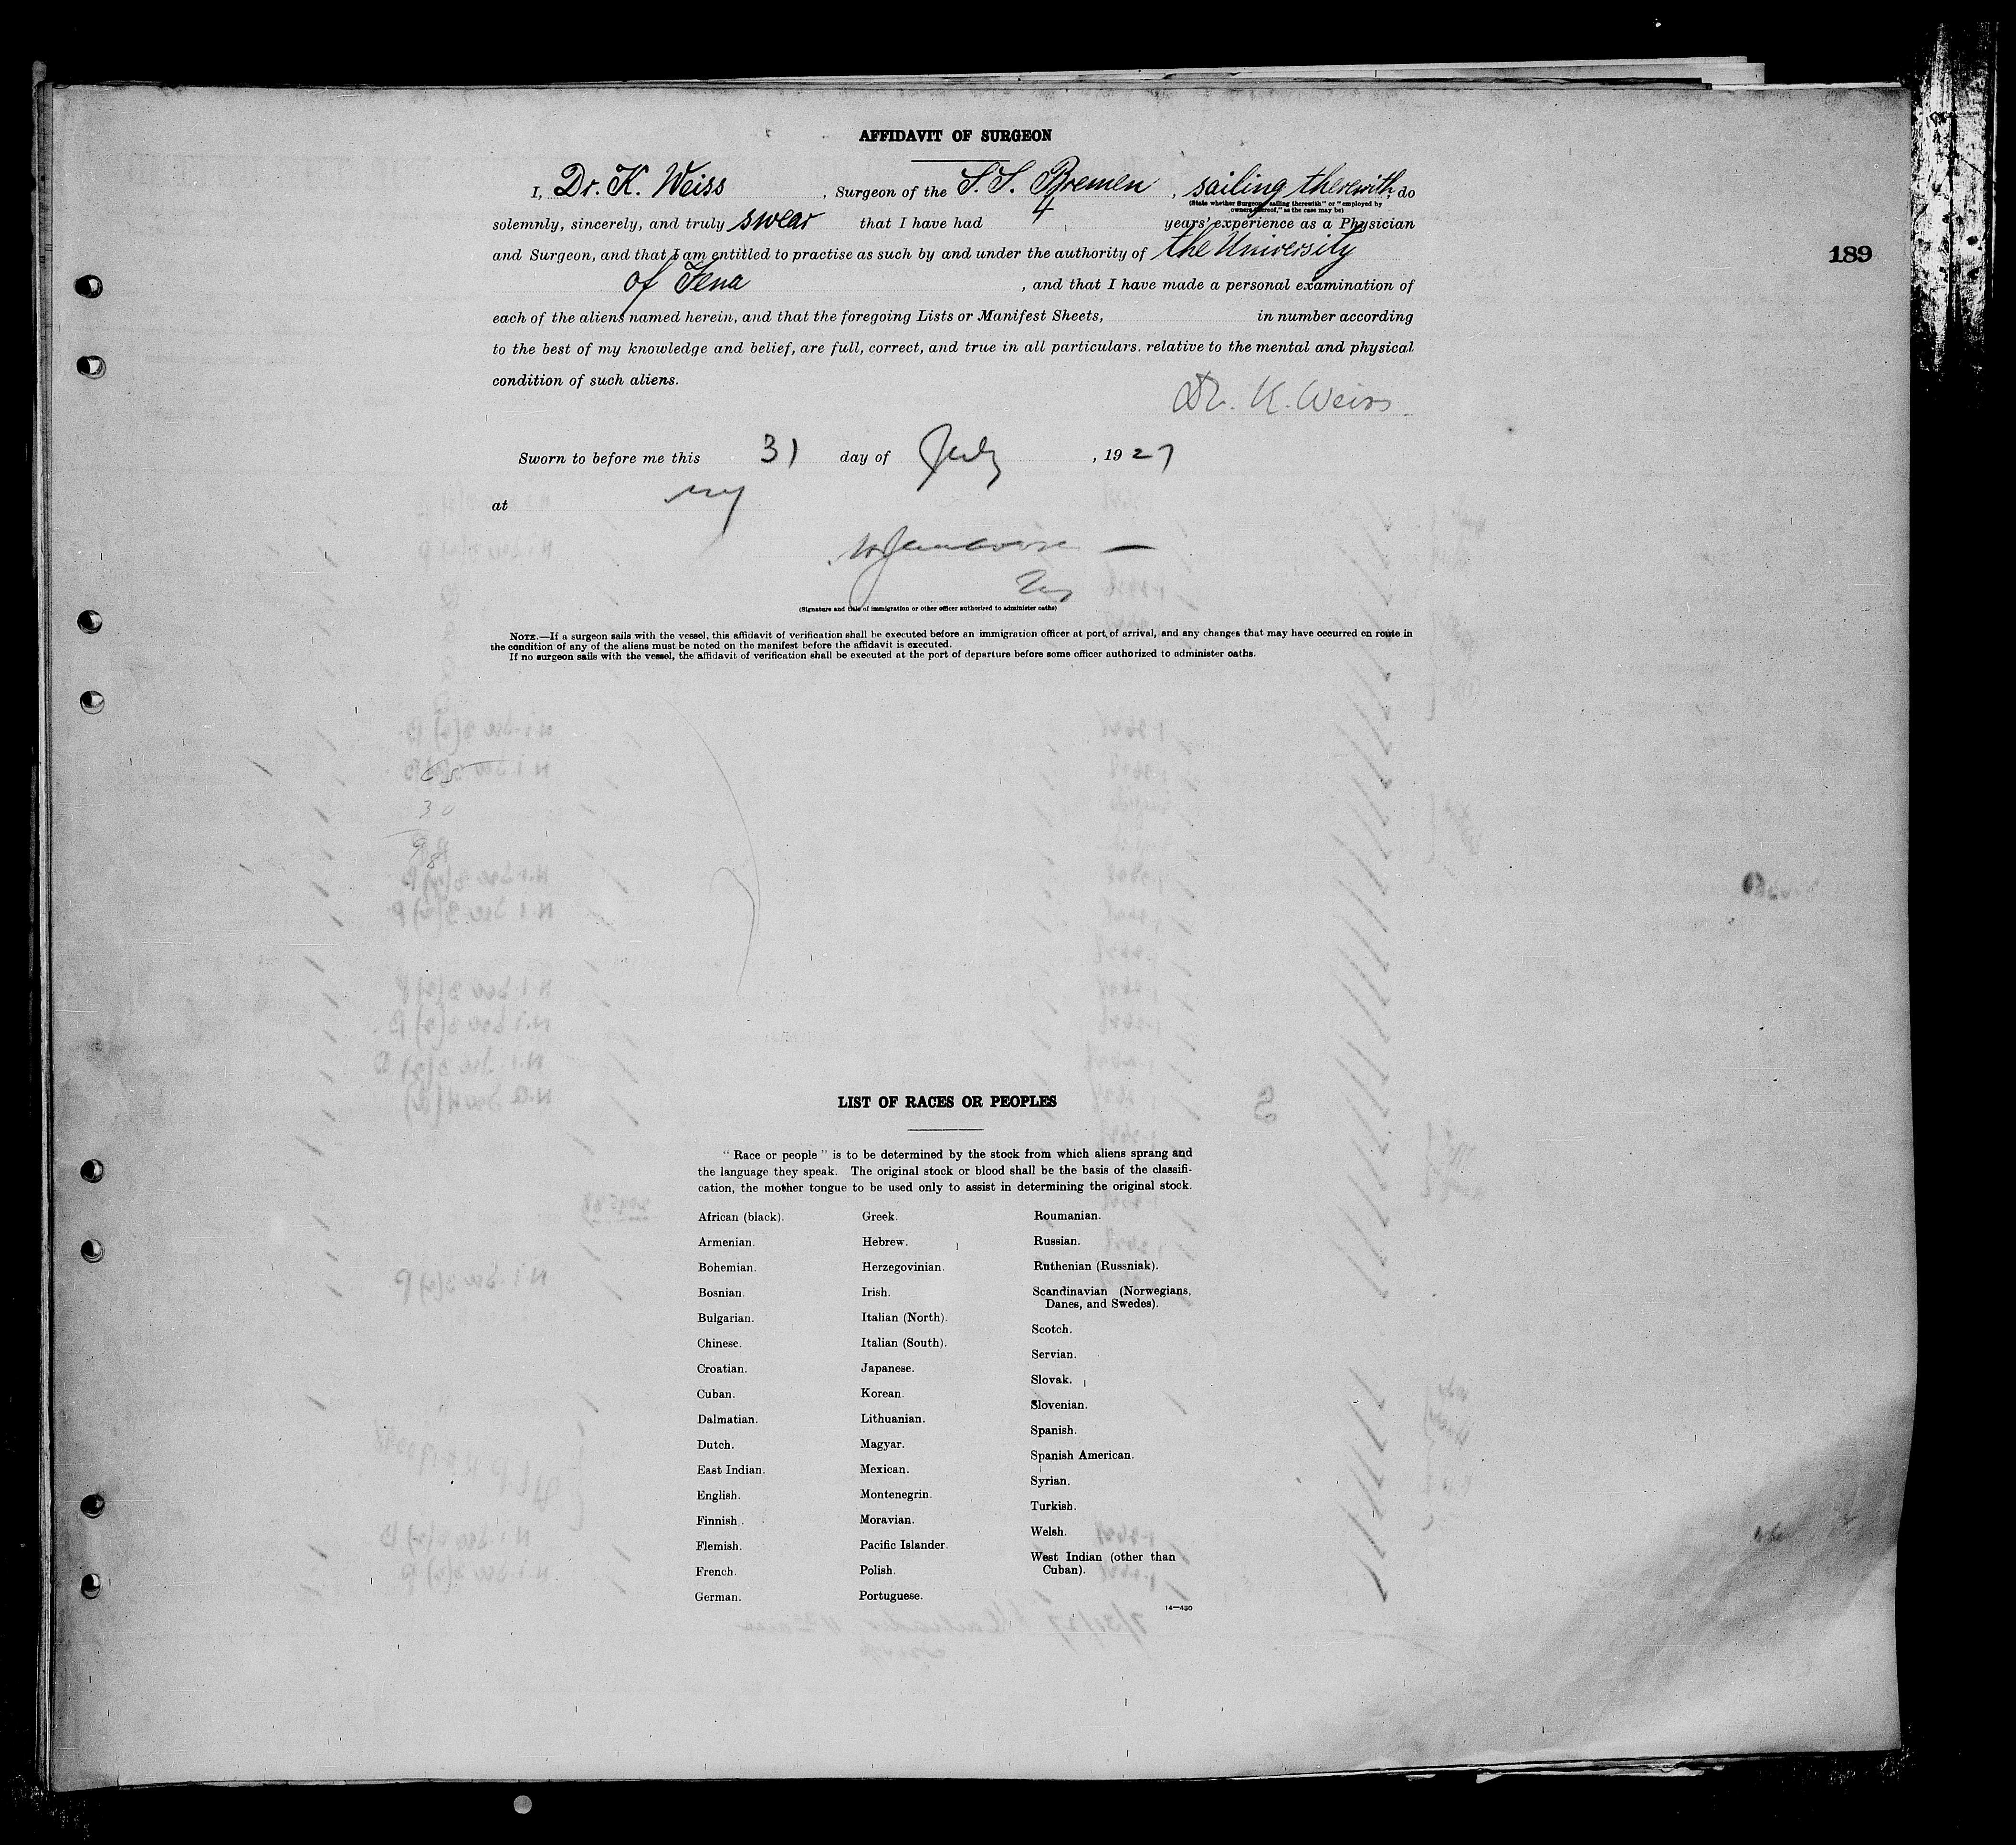 AFFIDAVIT OF SURGEON
I, Dr. K. Weiss, Surgeon of the S.S. Bremen, sailing therewith, do
(State whether Surgeon "sailing therewith" or "employed by
owners thereof," as the case may be)
solemnly, sincerely, and truly swear that I have had 4 years' experience as a Physician
and Surgeon, and that I am entitled to practise as such by and under the authority of the University
189
of Jena, and that I have made a personal examination of
each of the aliens named herein, and that the foregoing Lists or Manifest Sheets, in number according
to the best of my knowledge and belief, are full, correct, and true in all particulars. relative to the mental and physical
condition of such aliens.
Dr. K. Weiss
Sworn to before me this 31 day of July, 1927
at NY
(Signature and title of immigration or other officer authorized to administer oaths)
NOTE.—If a surgeon sails with the vessel, this affidavit of verification shall be executed before an immigration officer at port of arrival, and any changes that may have occurred en route in
the condition of any of the aliens must be noted on the manifest before the affidavit is executed.
If no surgeon sails with the vessel, the affidavit of verification shall be executed at the port of departure before some officer authorized to administer oaths.
30
98
LIST OF RACES OR PEOPLES
"Race or people" is to be determined by the stock from which aliens sprang and
the language they speak. The original stock or blood shall be the basis of the classifi-
cation, the mother tongue to be used only to assist in determining the original stock.
African (black).
Armenian.
Bohemian.
Bosnian.
Bulgarian.
Chinese.
Croatian.
Cuban.
Dalmatian.
Dutch.
East Indian.
English.
Finnish.
Flemish.
French.
German.
Greek.
Hebrew.
Herzegovinian.
Irish.
Italian (North).
Italian (South).
Japanese.
Korean.
Lithuanian.
Magyar.
Mexican.
Montenegrin.
Moravian.
Pacific Islander.
Polish.
Portuguese.
Roumanian.
Russian.
Ruthenian (Russniak).
Scandinavian (Norwegians,
Danes, and Swedes).
Scotch.
Servian.
Slovak.
Slovenian.
Spanish.
Spanish American.
Syrian.
Turkish.
Welsh.
West Indian (other than
Cuban).
14—430